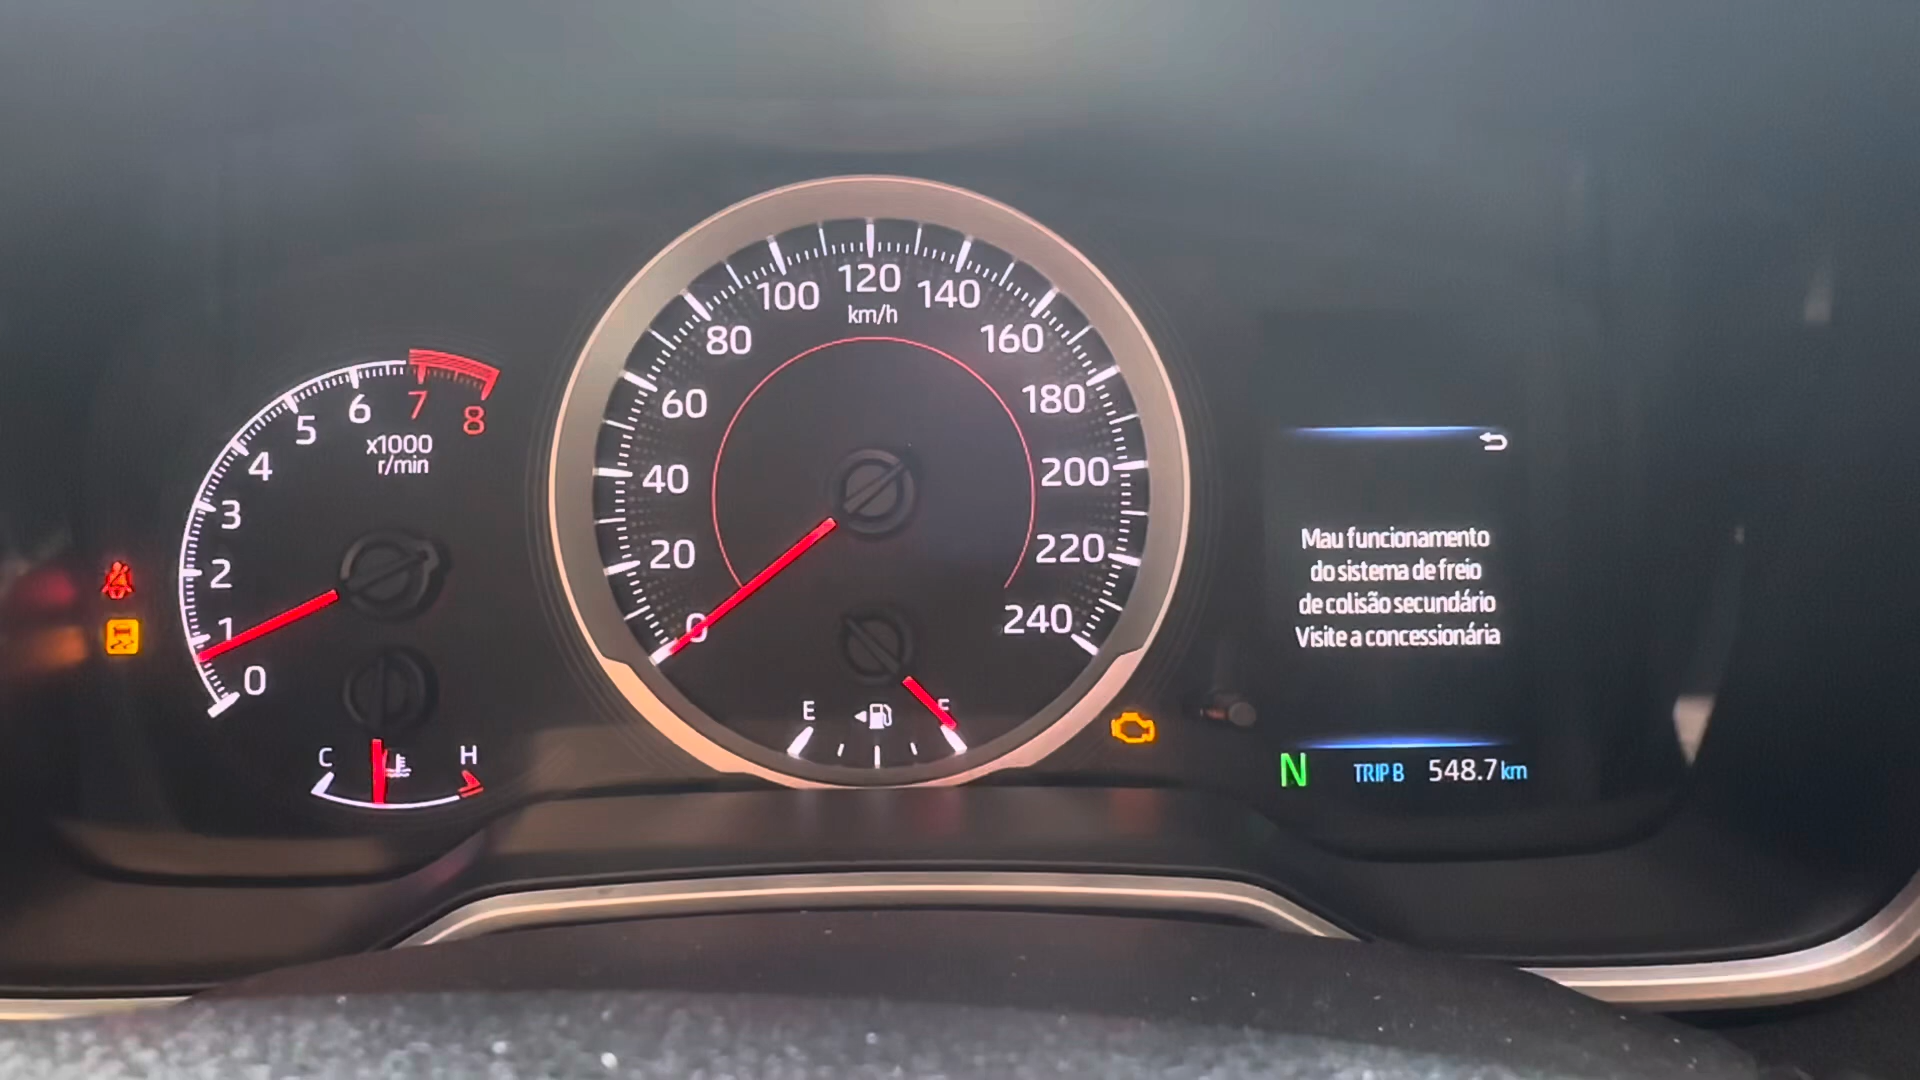 8
7
6
5
4
3
2
1
0
x1000
r/min
C
H
0
20
40
60
80
100
120
140
160
180
200
220
240
km/h
E
F
Mau funcionamento
do sistema de freio
de colisão secundário
Visite a concessionária
N
TRIP B 548.7 km